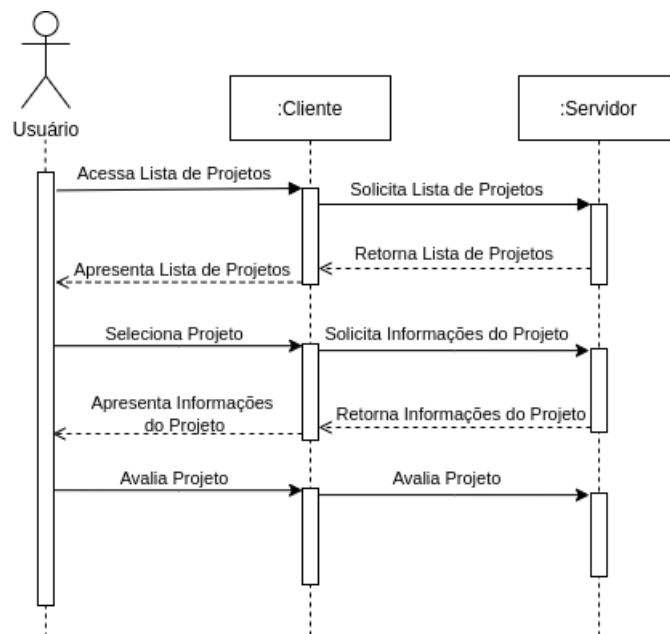 :Cliente
:Servidor
Usuário
Acessa Lista de Projetos
Solicita Lista de Projetos
Retorna Lista de Projetos
Apresenta Lista de Projetos
Seleciona Projeto
Solicita Informações do Projeto
Apresenta Informações
do Projeto
Retorna Informações do Projeto
Avalia Projeto
Avalia Projeto